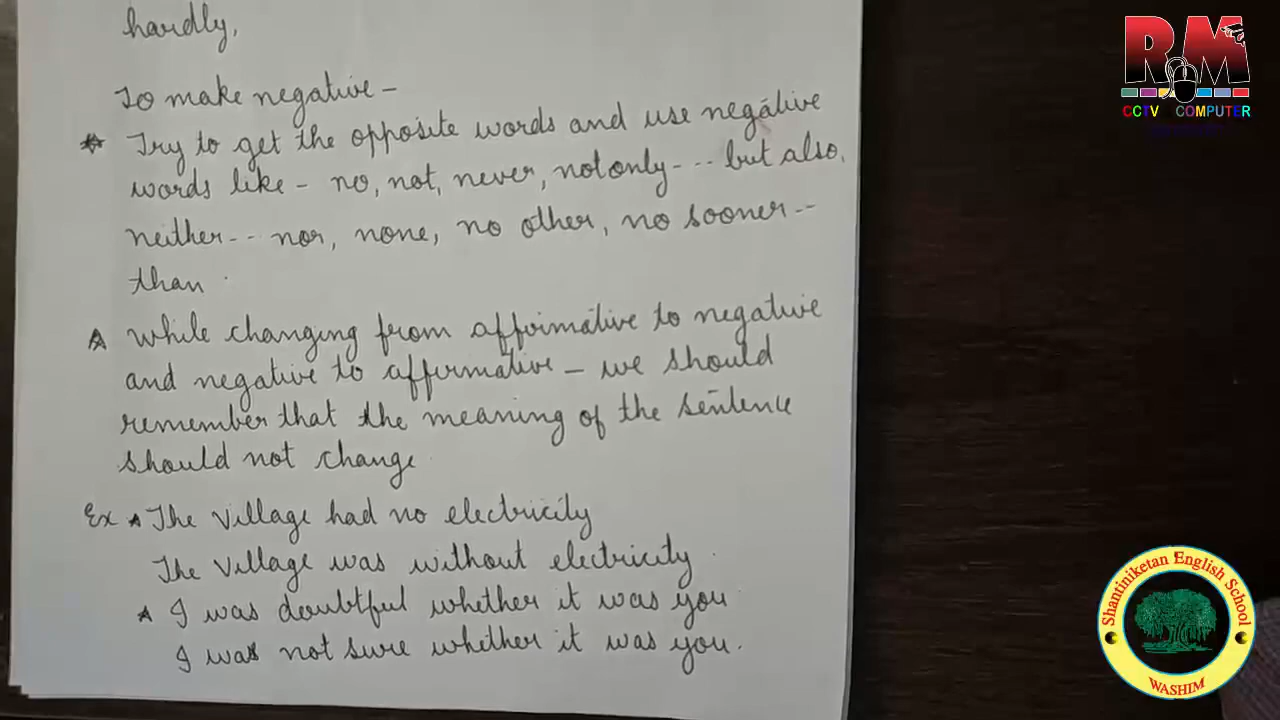 hardly,
To make negative -
Try to get the opposite words and use negative
words like - no, not, never, not only - - - but also,
neither - - - nor, none, no other, no sooner - -
than
while changing from affirmative to negative
and negative to affirmative - we should
remember that the meaning of the sentence
should not change
Ex The village had no electricity
The village was without electricity
I was doubtful whether it was you
I was not sure whether it was you.
RM
CCTV COMPUTER
Shantiniketan English School
WASHIM